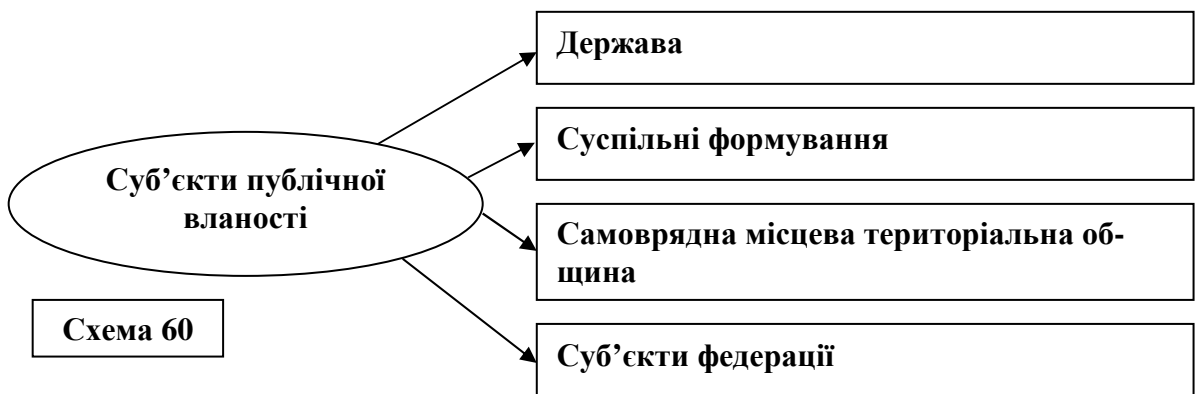 Держава
Суспільні формування
Суб’єкти публічної
вланості
Самоврядна місцева територіальна об-
щина
Схема 60
Суб’єкти федерації